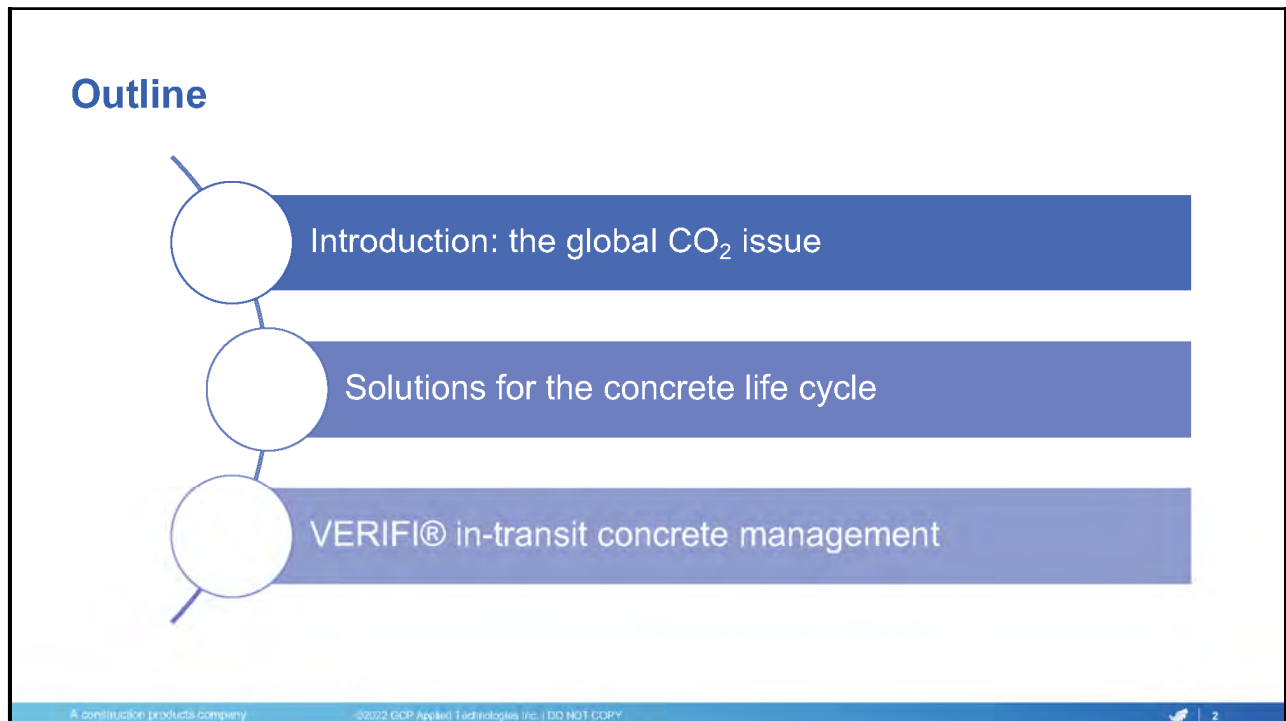 Outline
Introduction: the global CO₂ issue
Solutions for the concrete life cycle
VERIFI® in-transit concrete management
A construction products company
©2022 GCP Applied Technologies Inc. | DO NOT COPY
| 2